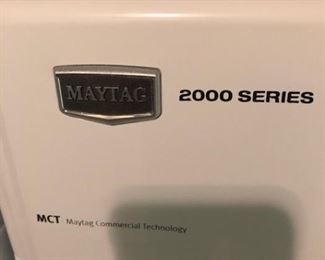 MAYTAG 2000 SERIES
MCT Maytag Commercial Technology